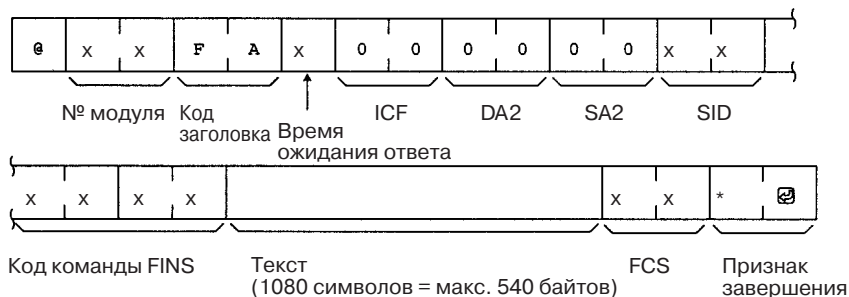 @ x x F A x 0 0 0 0 0 0 x x
№ модуля Код заголовка Время ожидания ответа ICF DA2 SA2 SID
x x x x x x * ↵
Код команды FINS Текст (1080 символов = макс. 540 байтов) FCS Признак завершения